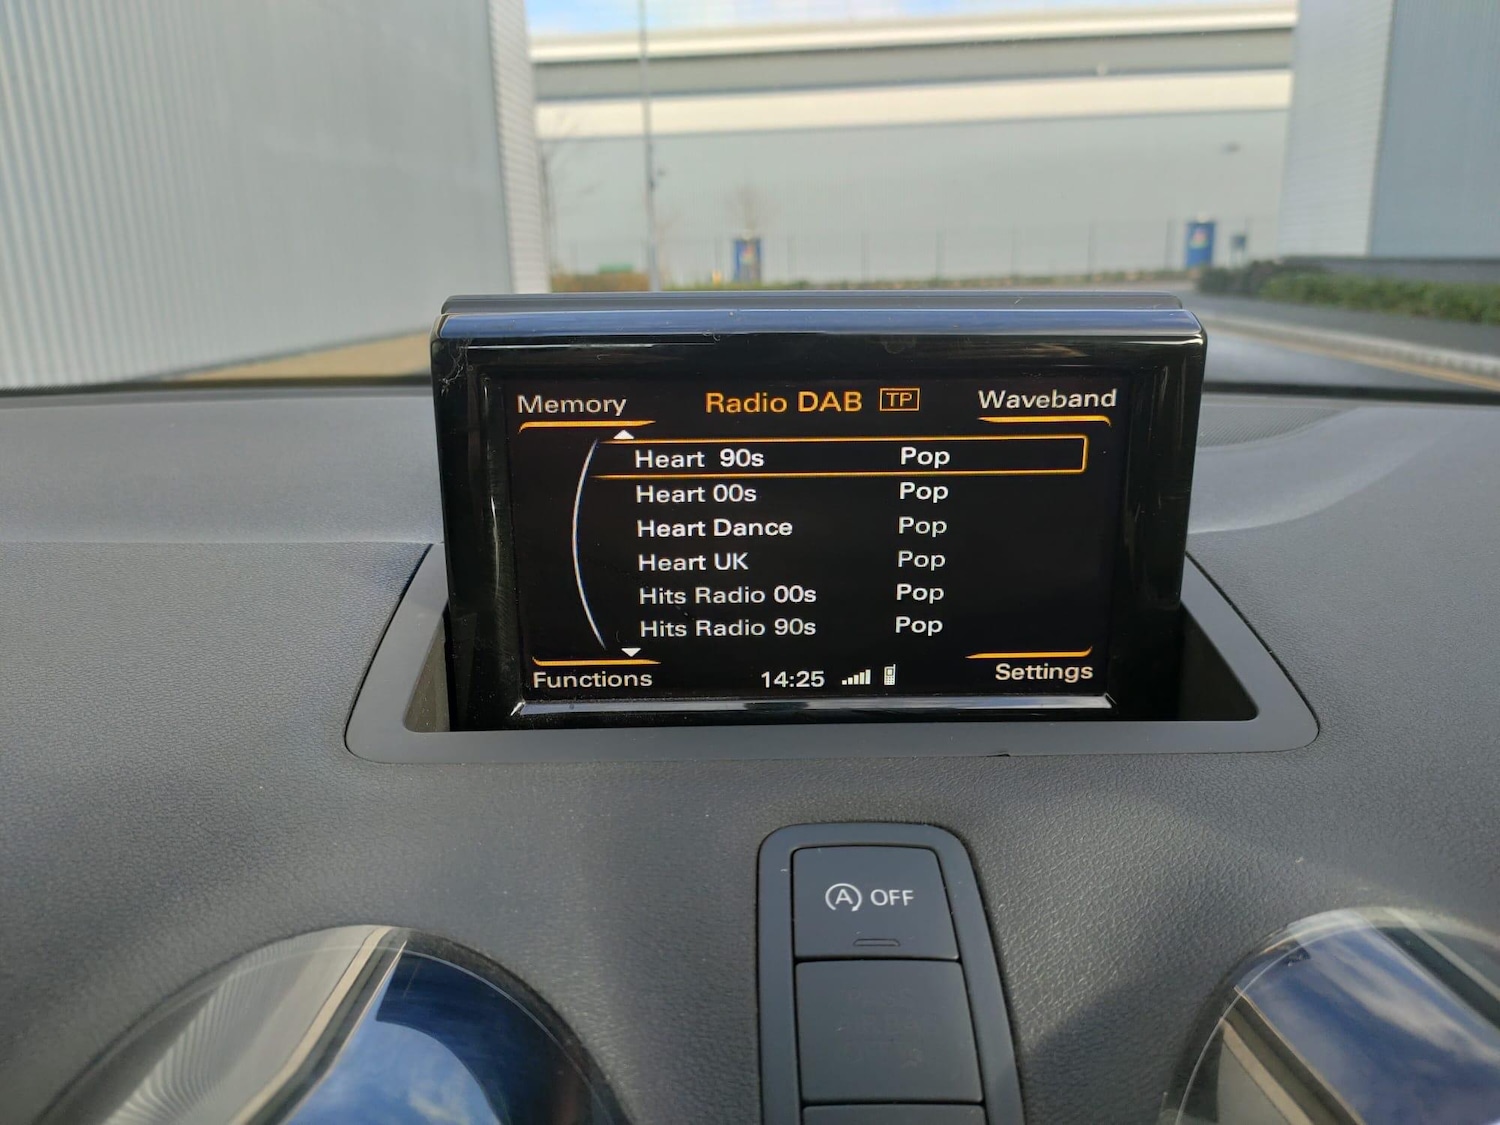 Memory Radio DAB TP Waveband
Heart 90s Pop
Heart 00s Pop
Heart Dance Pop
Heart UK Pop
Hits Radio 00s Pop
Hits Radio 90s Pop
Functions 14:25 Settings
A OFF